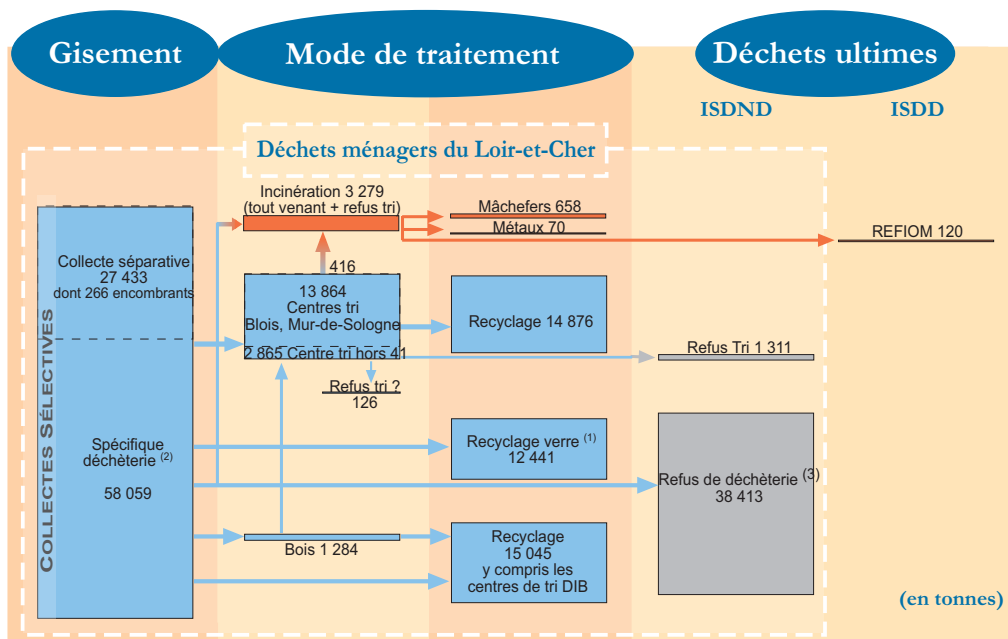 Gisement
Mode de traitement
Déchets ultimes
ISDND
ISDD
Déchets ménagers du Loir-et-Cher
COLLECTES SÉLECTIVES
Collecte séparative
27 433
dont 266 encombrants
Spécifique
déchèterie (2)
58 059
Incinération 3 279
(tout venant + refus tri)
416
13 864
Centres tri
Blois, Mur-de-Sologne
2 865 Centre tri hors 41
Refus tri ?
126
Bois 1 284
Mâchefers 658
Métaux 70
Recyclage 14 876
Recyclage verre (1)
12 441
Recyclage
15 045
y compris les
centres de tri DIB
REFIOM 120
Refus Tri 1 311
Refus de déchèterie (3)
38 413
(en tonnes)